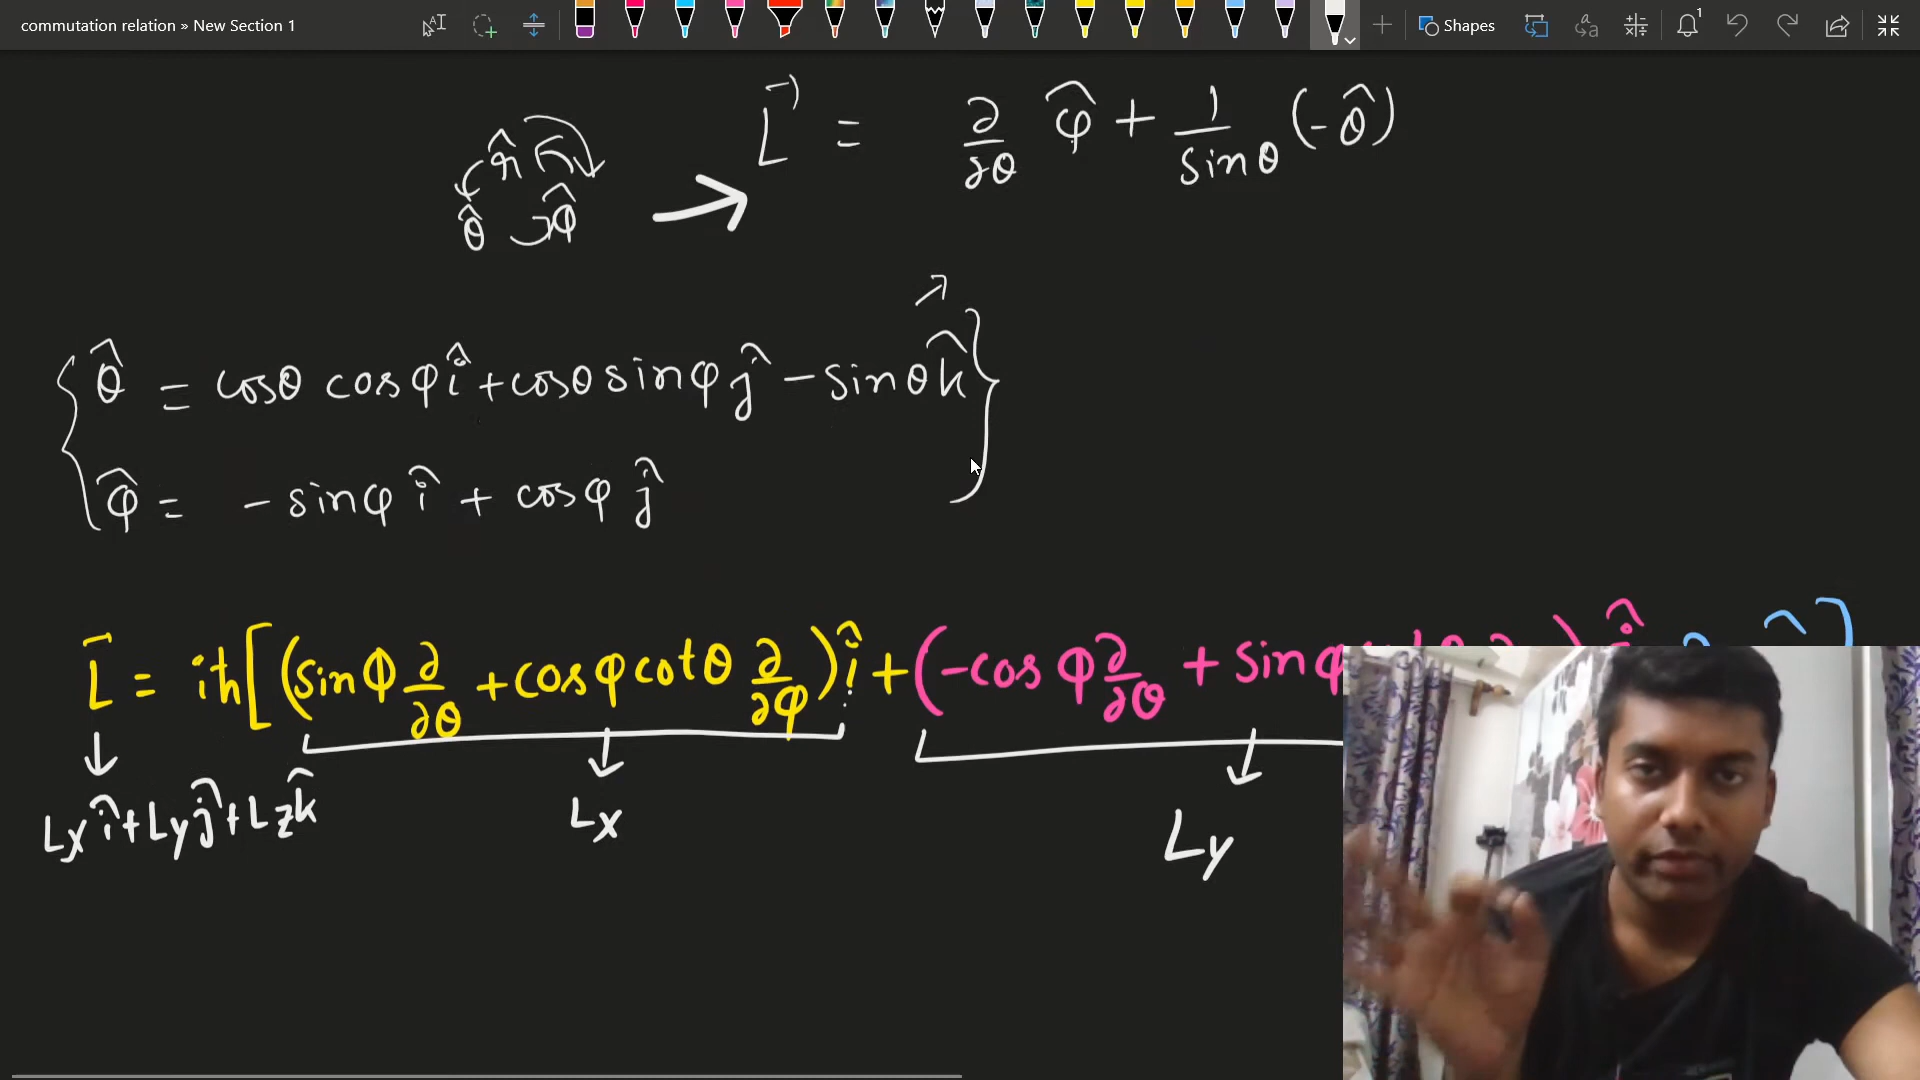 commutation relation » New Section 1
Shapes
1
L⃗ = ∂/∂θ φ̂ + 1/sinθ (-θ̂)
r̂
θ̂ φ̂
θ̂ = cosθ cosφ î + cosθ sinφ ĵ - sinθ k̂
φ̂ = - sinφ î + cosφ ĵ
L⃗ = iħ[(sinφ ∂/∂θ + cosφ cotθ ∂/∂φ) î + (-cosφ ∂/∂θ + sinφ
Lx î + Ly ĵ + Lz k̂
Lx
Ly